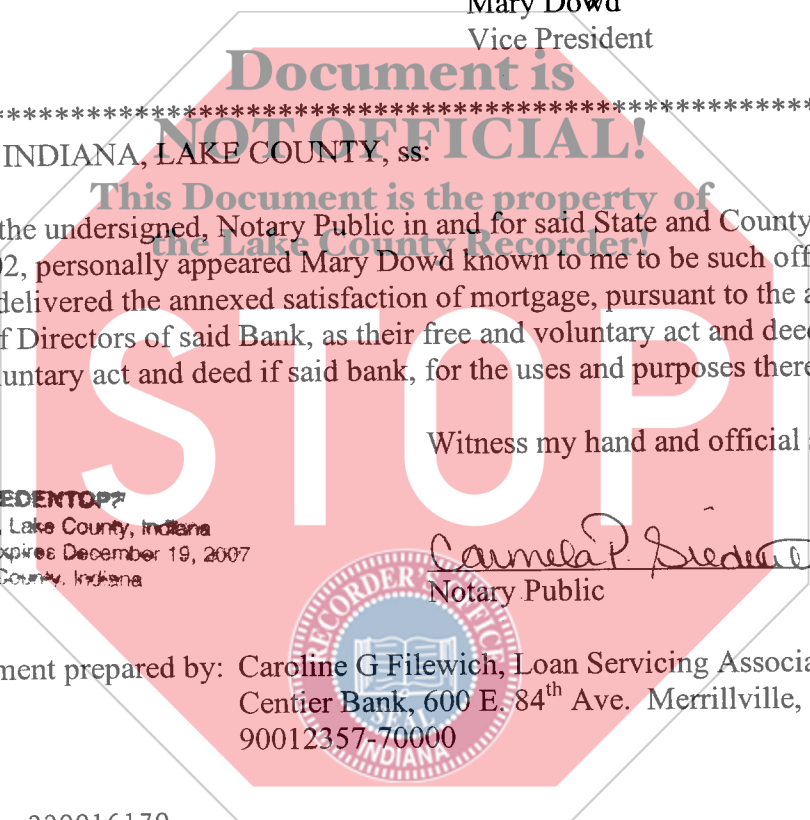 Mary Dowd
Vice President
Document is
NOT OFFICIAL!
INDIANA, LAKE COUNTY, ss:
This Document is the property of
the Lake County Recorder!
the undersigned, Notary Public in and for said State and County
02, personally appeared Mary Dowd known to me to be such off
delivered the annexed satisfaction of mortgage, pursuant to the a
f Directors of said Bank, as their free and voluntary act and deed
luntary act and deed if said bank, for the uses and purposes there
STOP
Witness my hand and official
EDENTOP
Lake County, Indiana
xpires December 19, 2007
County, Indiana
Carmela P.
Notary Public
RECORDER'S OFFICE
SEAL
INDIANA
ment prepared by: Caroline G Filewich, Loan Servicing Associa
Centier Bank, 600 E. 84th Ave. Merrillville,
90012357-70000